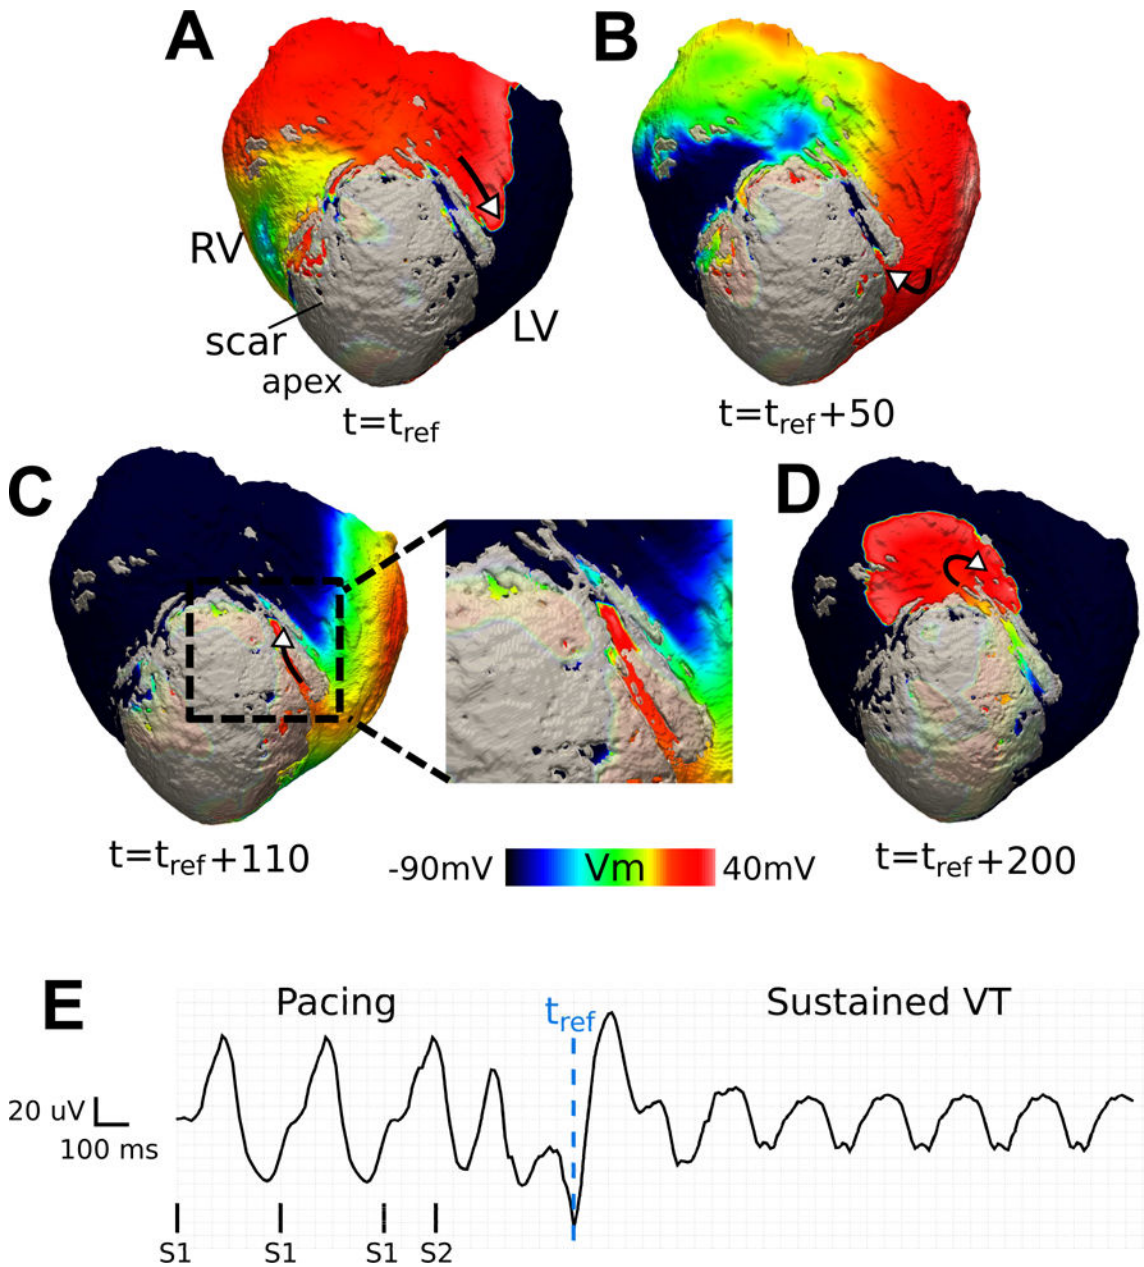 A
B
RV
scar
apex
LV
t=tref
t=tref+50
C
D
t=tref+110
-90mV
Vm
40mV
t=tref+200
E
Pacing
tref
Sustained VT
20 uV
100 ms
S1
S1
S1
S2